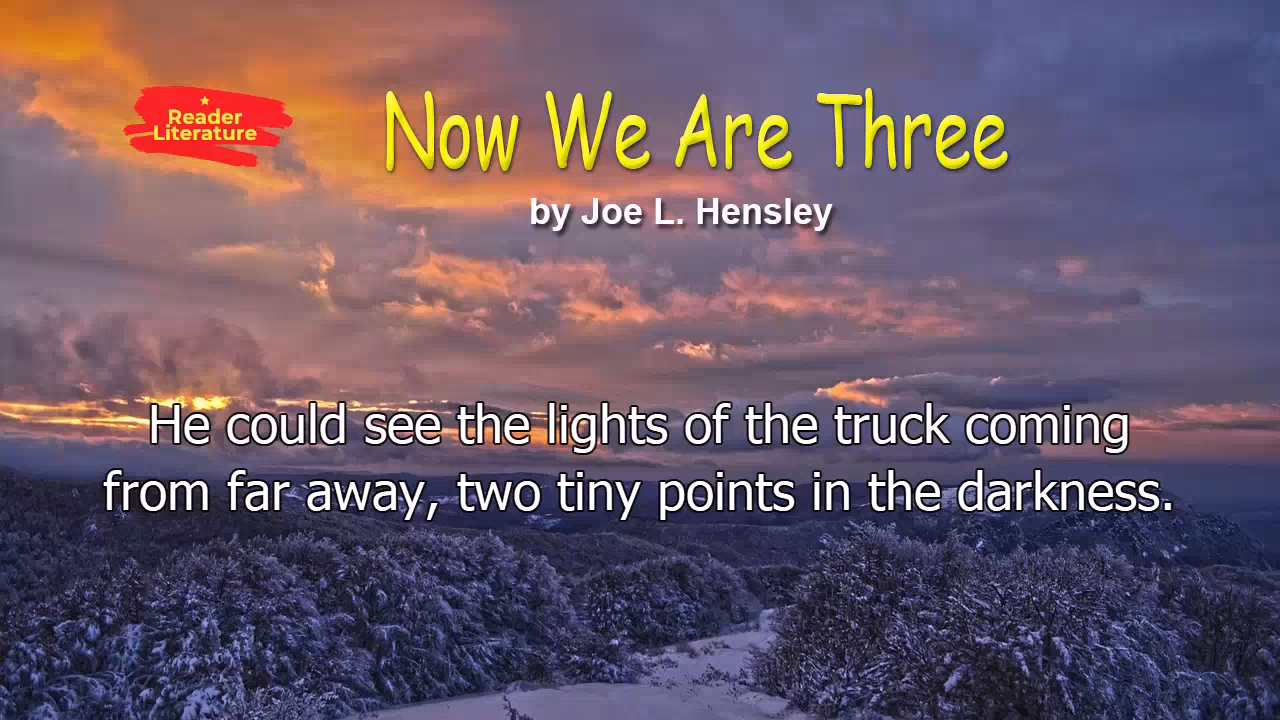 Reader
Literature
Now We Are Three
by Joe L. Hensley
He could see the lights of the truck coming
from far away, two tiny points in the darkness.